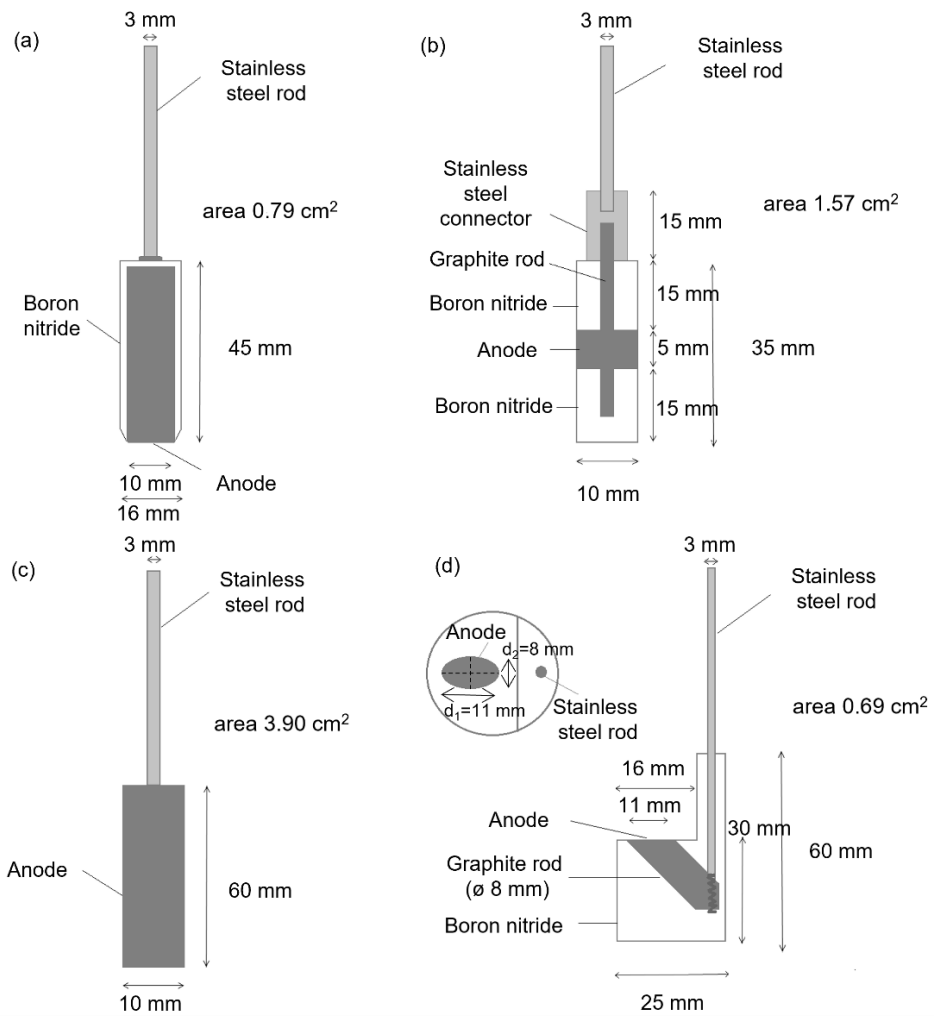 (a)
3 mm
Stainless
steel rod
area 0.79 cm²
Boron
nitride
45 mm
10 mm
Anode
16 mm
(b)
3 mm
Stainless
steel rod
Stainless
steel
connector
15 mm
area 1.57 cm²
Graphite rod
Boron nitride
15 mm
Anode
5 mm
35 mm
Boron nitride
15 mm
10 mm
(c)
3 mm
Stainless
steel rod
area 3.90 cm²
Anode
60 mm
10 mm
(d)
3 mm
Stainless
steel rod
Anode
d₂=8 mm
d₁=11 mm
Stainless
steel rod
area 0.69 cm²
16 mm
11 mm
Anode
30 mm
60 mm
Graphite rod
(ø 8 mm)
Boron nitride
25 mm